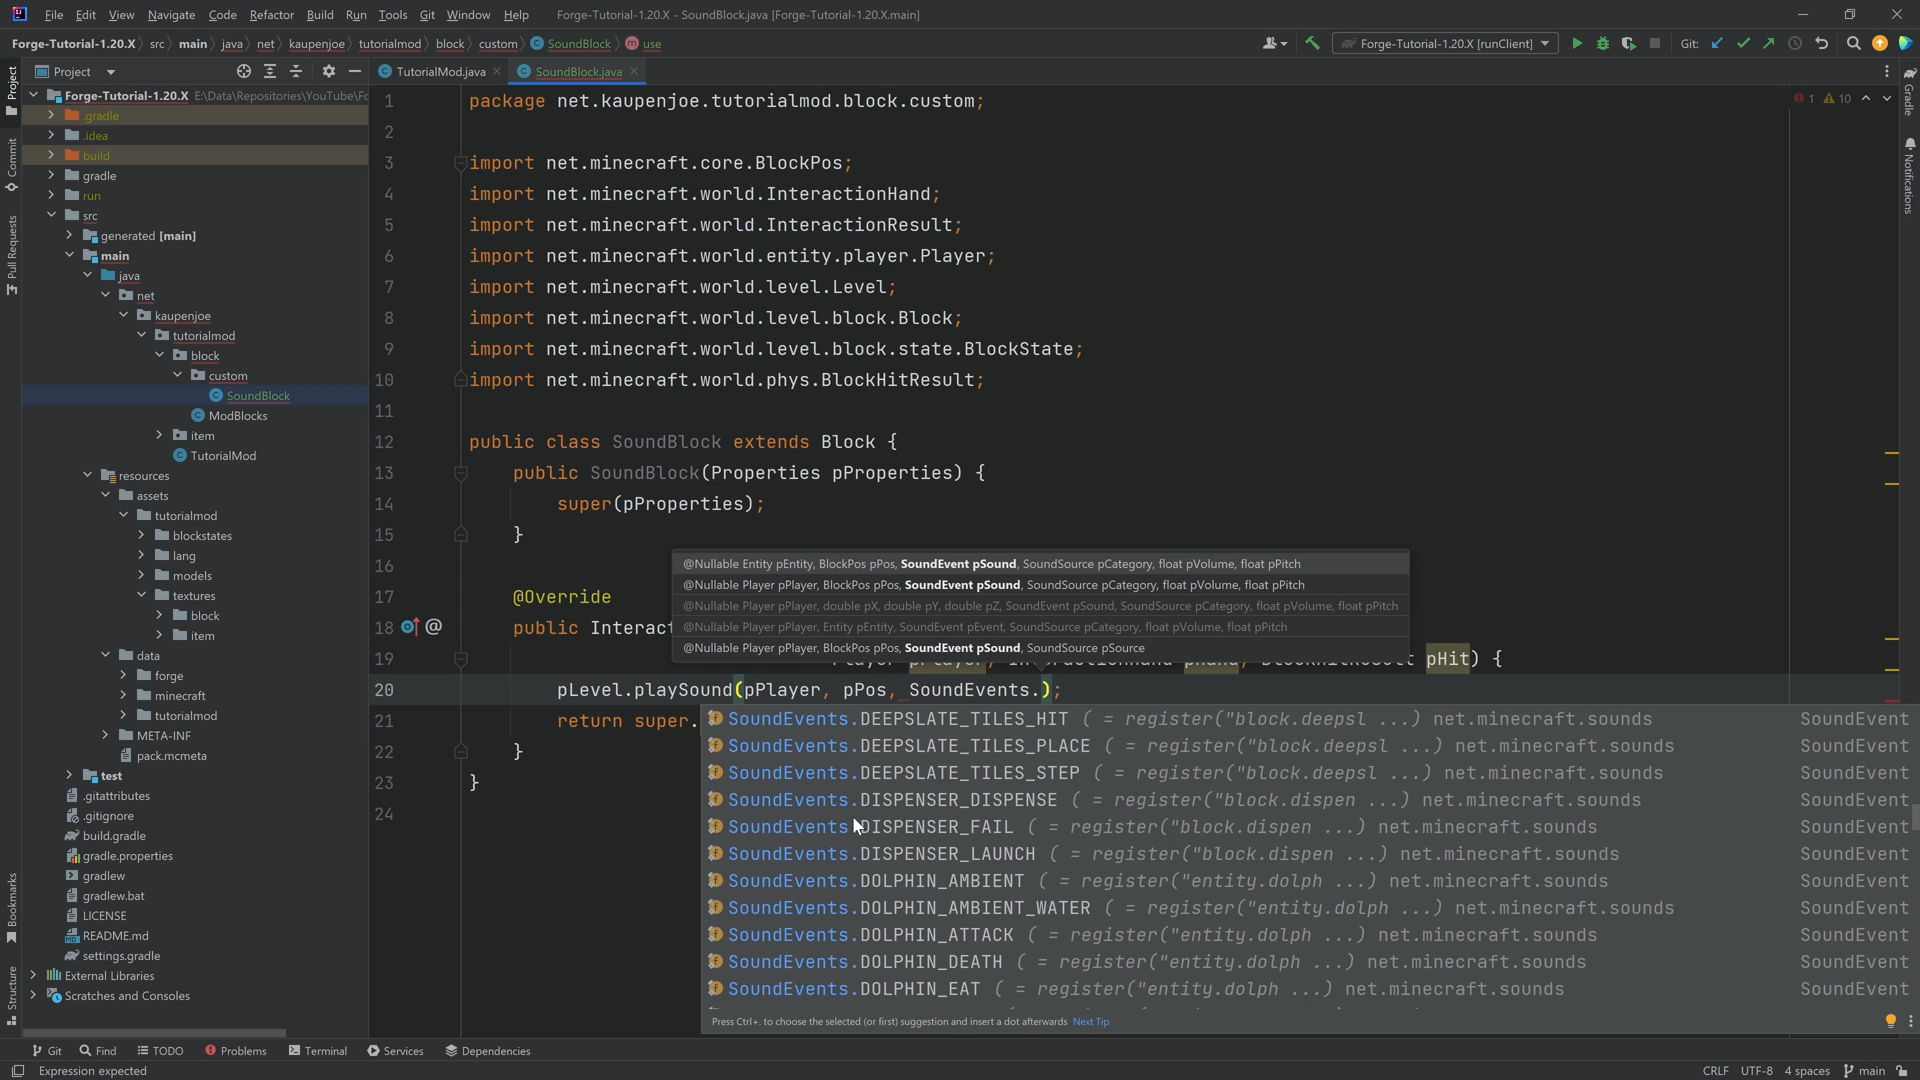 File Edit View Navigate Code Refactor Build Run Tools Git Window Help Forge-Tutorial-1.20.X - SoundBlock.java [Forge-Tutorial-1.20.X.main]
Forge-Tutorial-1.20.X src main java net kaupenjoe tutorialmod block custom SoundBlock use Forge-Tutorial-1.20.X [runClient] Git:
Project TutorialMod.java SoundBlock.java
Forge-Tutorial-1.20.X E:\Data\Repositories\YouTube\Fo
.gradle
.idea
build
gradle
run
src
generated [main]
main
java
net
kaupenjoe
tutorialmod
block
custom
SoundBlock
ModBlocks
item
TutorialMod
resources
assets
tutorialmod
blockstates
lang
models
textures
block
item
data
forge
minecraft
tutorialmod
META-INF
pack.mcmeta
test
.gitattributes
.gitignore
build.gradle
gradle.properties
gradlew
gradlew.bat
LICENSE
README.md
settings.gradle
External Libraries
Scratches and Consoles
Project
Commit
Pull Requests
Bookmarks
Structure
1 package net.kaupenjoe.tutorialmod.block.custom;
2
3 import net.minecraft.core.BlockPos;
4 import net.minecraft.world.InteractionHand;
5 import net.minecraft.world.InteractionResult;
6 import net.minecraft.world.entity.player.Player;
7 import net.minecraft.world.level.Level;
8 import net.minecraft.world.level.block.Block;
9 import net.minecraft.world.level.block.state.BlockState;
10 import net.minecraft.world.phys.BlockHitResult;
11
12 public class SoundBlock extends Block {
13 public SoundBlock(Properties pProperties) {
14 super(pProperties);
15 }
16
17 @Override
18 @ public Interact
19 pHit) {
20 pLevel.playSound(pPlayer, pPos, SoundEvents.);
21 return super.
22 }
23 }
24
1 10
@Nullable Entity pEntity, BlockPos pPos, SoundEvent pSound, SoundSource pCategory, float pVolume, float pPitch
@Nullable Player pPlayer, BlockPos pPos, SoundEvent pSound, SoundSource pCategory, float pVolume, float pPitch
@Nullable Player pPlayer, double pX, double pY, double pZ, SoundEvent pSound, SoundSource pCategory, float pVolume, float pPitch
@Nullable Player pPlayer, Entity pEntity, SoundEvent pEvent, SoundSource pCategory, float pVolume, float pPitch
@Nullable Player pPlayer, BlockPos pPos, SoundEvent pSound, SoundSource pSource
SoundEvents.DEEPSLATE_TILES_HIT ( = register("block.deepsl ...) net.minecraft.sounds SoundEvent
SoundEvents.DEEPSLATE_TILES_PLACE ( = register("block.deepsl ...) net.minecraft.sounds SoundEvent
SoundEvents.DEEPSLATE_TILES_STEP ( = register("block.deepsl ...) net.minecraft.sounds SoundEvent
SoundEvents.DISPENSER_DISPENSE ( = register("block.dispen ...) net.minecraft.sounds SoundEvent
SoundEvents.DISPENSER_FAIL ( = register("block.dispen ...) net.minecraft.sounds SoundEvent
SoundEvents.DISPENSER_LAUNCH ( = register("block.dispen ...) net.minecraft.sounds SoundEvent
SoundEvents.DOLPHIN_AMBIENT ( = register("entity.dolph ...) net.minecraft.sounds SoundEvent
SoundEvents.DOLPHIN_AMBIENT_WATER ( = register("entity.dolph ...) net.minecraft.sounds SoundEvent
SoundEvents.DOLPHIN_ATTACK ( = register("entity.dolph ...) net.minecraft.sounds SoundEvent
SoundEvents.DOLPHIN_DEATH ( = register("entity.dolph ...) net.minecraft.sounds SoundEvent
SoundEvents.DOLPHIN_EAT ( = register("entity.dolph ...) net.minecraft.sounds SoundEvent
Press Ctrl+. to choose the selected (or first) suggestion and insert a dot afterwards Next Tip
Gradle
Notifications
Git Find TODO Problems Terminal Services Dependencies
Expression expected CRLF UTF-8 4 spaces main